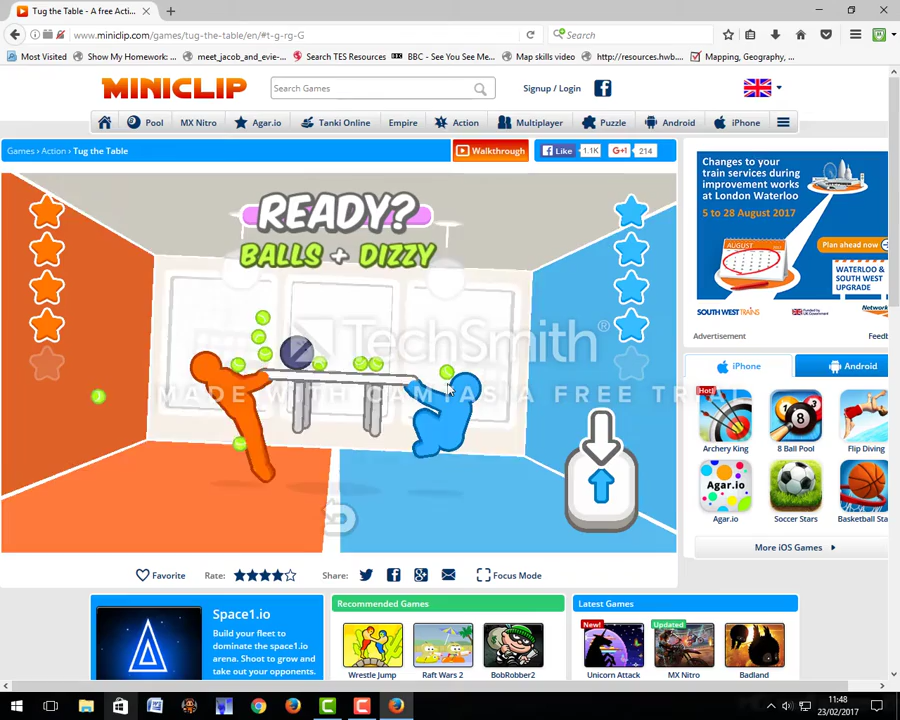 Tug the Table - A free Acti...
www.miniclip.com/games/tug-the-table/en/#t-g-rg-G
Search
Most Visited
Show My Homework: ...
meet_jacob_and_evie-...
Search TES Resources
BBC - See You See Me...
Map skills video
http://resources.hwb....
Mapping, Geography, ...
MINICLIP
Search Games
Signup / Login
Pool
MX Nitro
Agar.io
Tanki Online
Empire
Action
Multiplayer
Puzzle
Android
iPhone
Games › Action › Tug the Table
Walkthrough
Like
1.1K
G+1
214
READY?
BALLS + DIZZY
TechSmith®
MADE WITH CAMTASIA FREE TRIAL
Changes to your
train services during
improvement works
at London Waterloo
5 to 28 August 2017
AUGUST
Plan ahead now
WATERLOO &
SOUTH WEST
UPGRADE
SOUTH WEST TRAINS
Advertisement
Feedb
iPhone
Android
Hot!
Archery King
8 Ball Pool
Flip Diving
Agar.io
Agar.io
Soccer Stars
Basketball Sta
More iOS Games
Favorite
Rate:
Share:
Focus Mode
Space1.io
Build your fleet to
dominate the space1.io
arena. Shoot to grow and
take out your opponents.
Recommended Games
Wrestle Jump
Raft Wars 2
BobRobber2
Latest Games
New!
Updated
Unicorn Attack
MX Nitro
Badland
11:48
23/02/2017